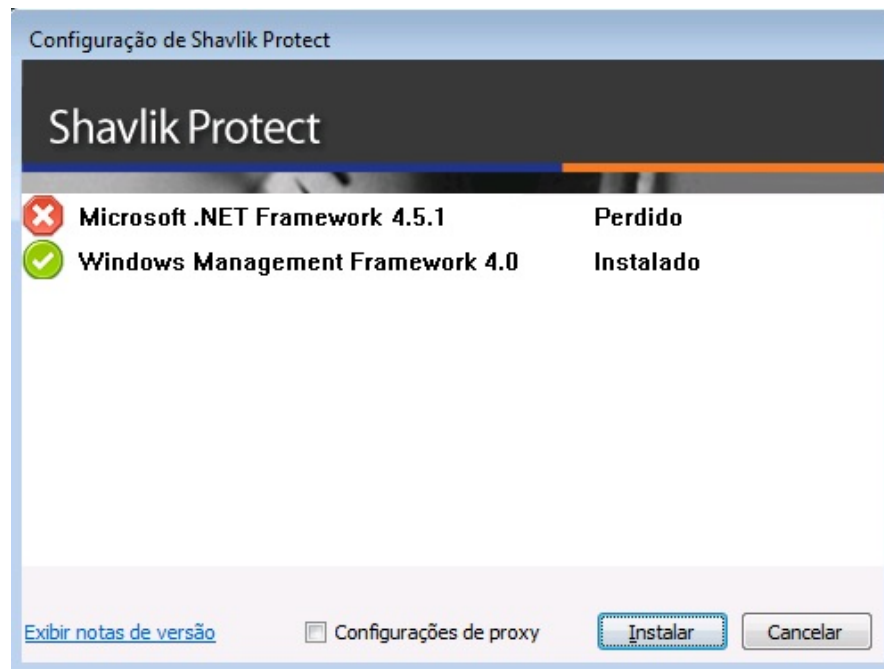 Configuração de Shavlik Protect
Shavlik Protect
Microsoft .NET Framework 4.5.1 Perdido
Windows Management Framework 4.0 Instalado
Exibir notas de versão Configurações de proxy Instalar Cancelar